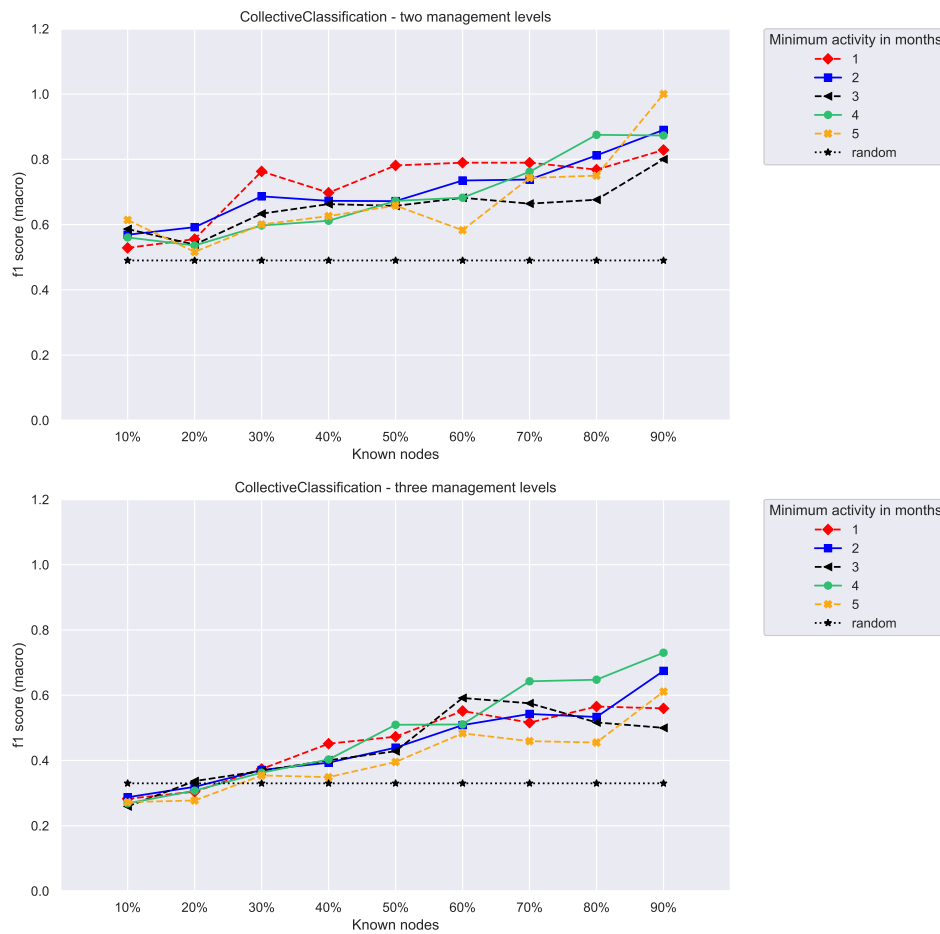 CollectiveClassification - two management levels
1.2
1.0
0.8
0.6
0.4
0.2
0.0
f1 score (macro)
10% 20% 30% 40% 50% 60% 70% 80% 90%
Known nodes
Minimum activity in months
1
2
3
4
5
random
CollectiveClassification - three management levels
1.2
1.0
0.8
0.6
0.4
0.2
0.0
f1 score (macro)
10% 20% 30% 40% 50% 60% 70% 80% 90%
Known nodes
Minimum activity in months
1
2
3
4
5
random